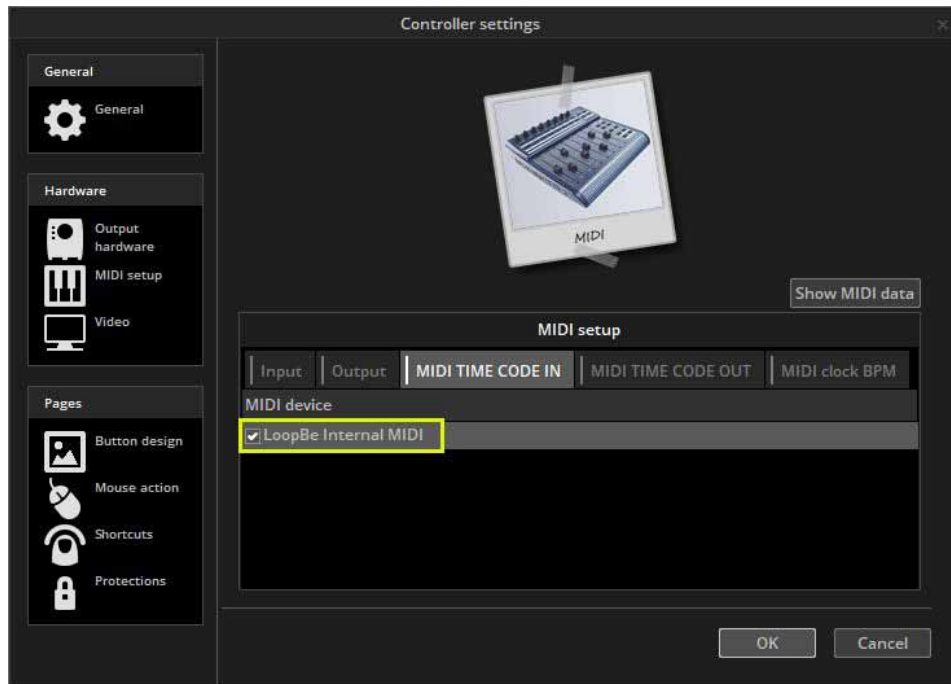 Controller settings
General
General
Hardware
Output
hardware
MIDI setup
Video
Pages
Button design
Mouse action
Shortcuts
Protections
MIDI
Show MIDI data
MIDI setup
Input Output MIDI TIME CODE IN MIDI TIME CODE OUT MIDI clock BPM
MIDI device
LoopBe Internal MIDI
OK Cancel